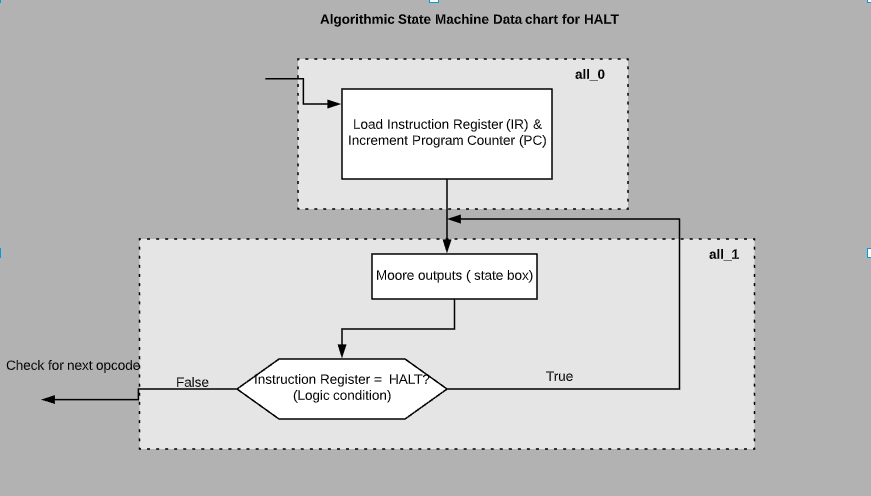 Algorithmic State Machine Data chart for HALT
all_0
Load Instruction Register (IR) &
Increment Program Counter (PC)
all_1
Moore outputs ( state box)
Check for next opcode
False
Instruction Register = HALT?
(Logic condition)
True